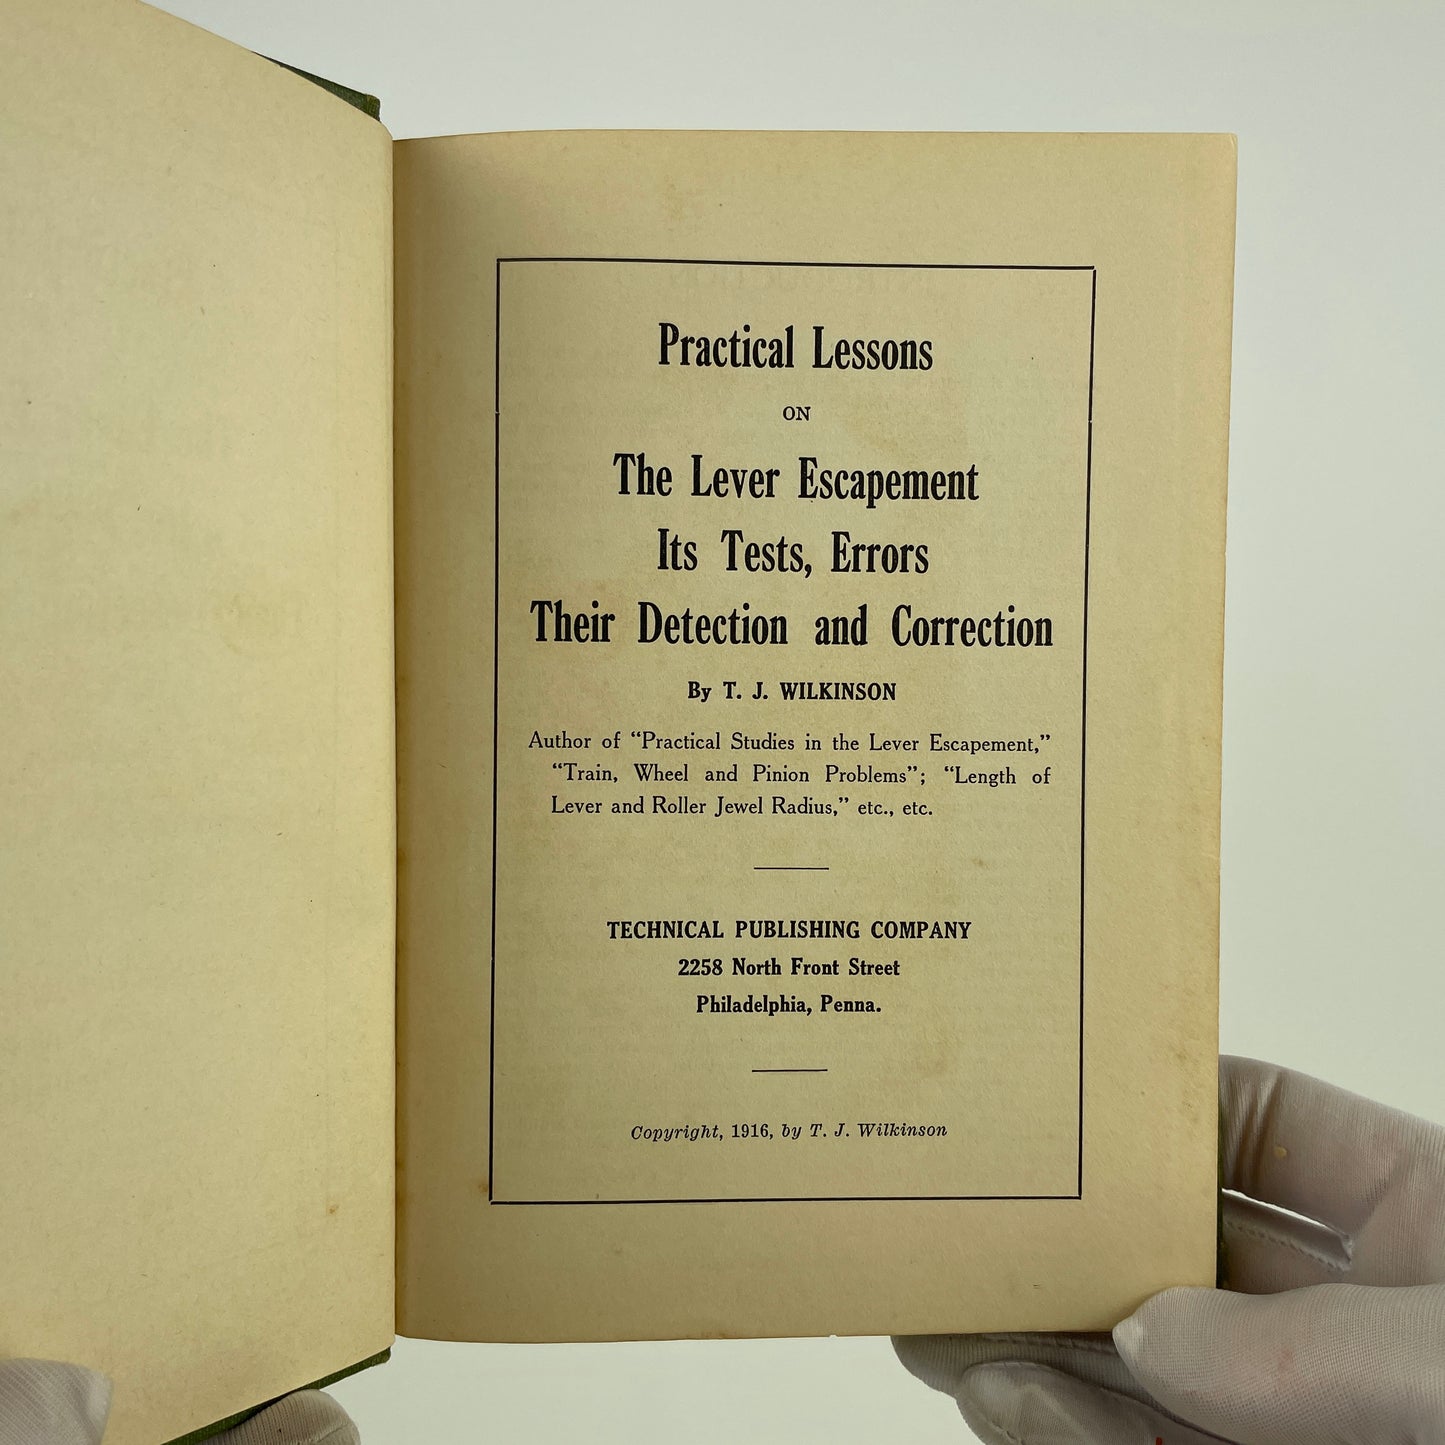 Practical Lessons
ON
The Lever Escapement
Its Tests, Errors
Their Detection and Correction
By T. J. WILKINSON
Author of “Practical Studies in the Lever Escapement,”
“Train, Wheel and Pinion Problems”; “Length of
Lever and Roller Jewel Radius,” etc., etc.
TECHNICAL PUBLISHING COMPANY
2258 North Front Street
Philadelphia, Penna.
Copyright, 1916, by T. J. Wilkinson